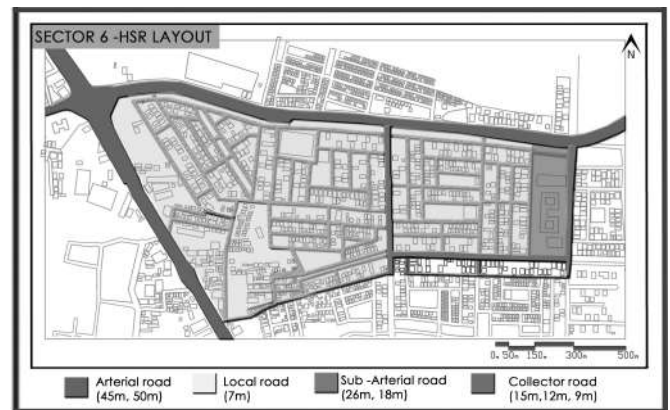 SECTOR 6 -HSR LAYOUT
N
0. 50m 150m 300m 500m
Arterial road
(45m, 50m)
Local road
(7m)
Sub -Arterial road
(26m, 18m)
Collector road
(15m,12m, 9m)